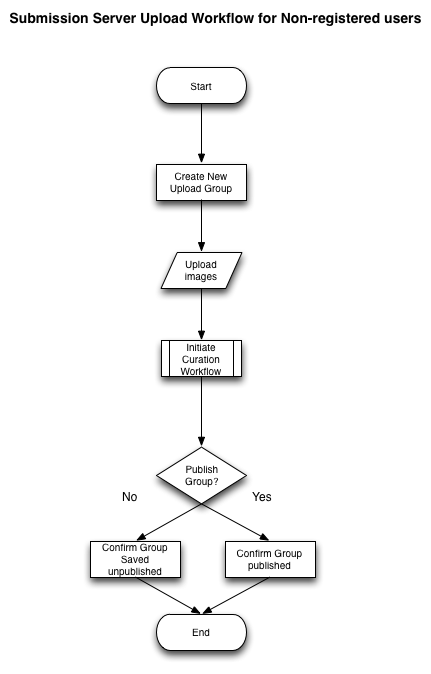 Submission Server Upload Workflow for Non-registered users
Start
Create New
Upload Group
Upload
images
Initiate
Curation
Workflow
Publish
Group?
No
Yes
Confirm Group
Saved
unpublished
Confirm Group
published
End